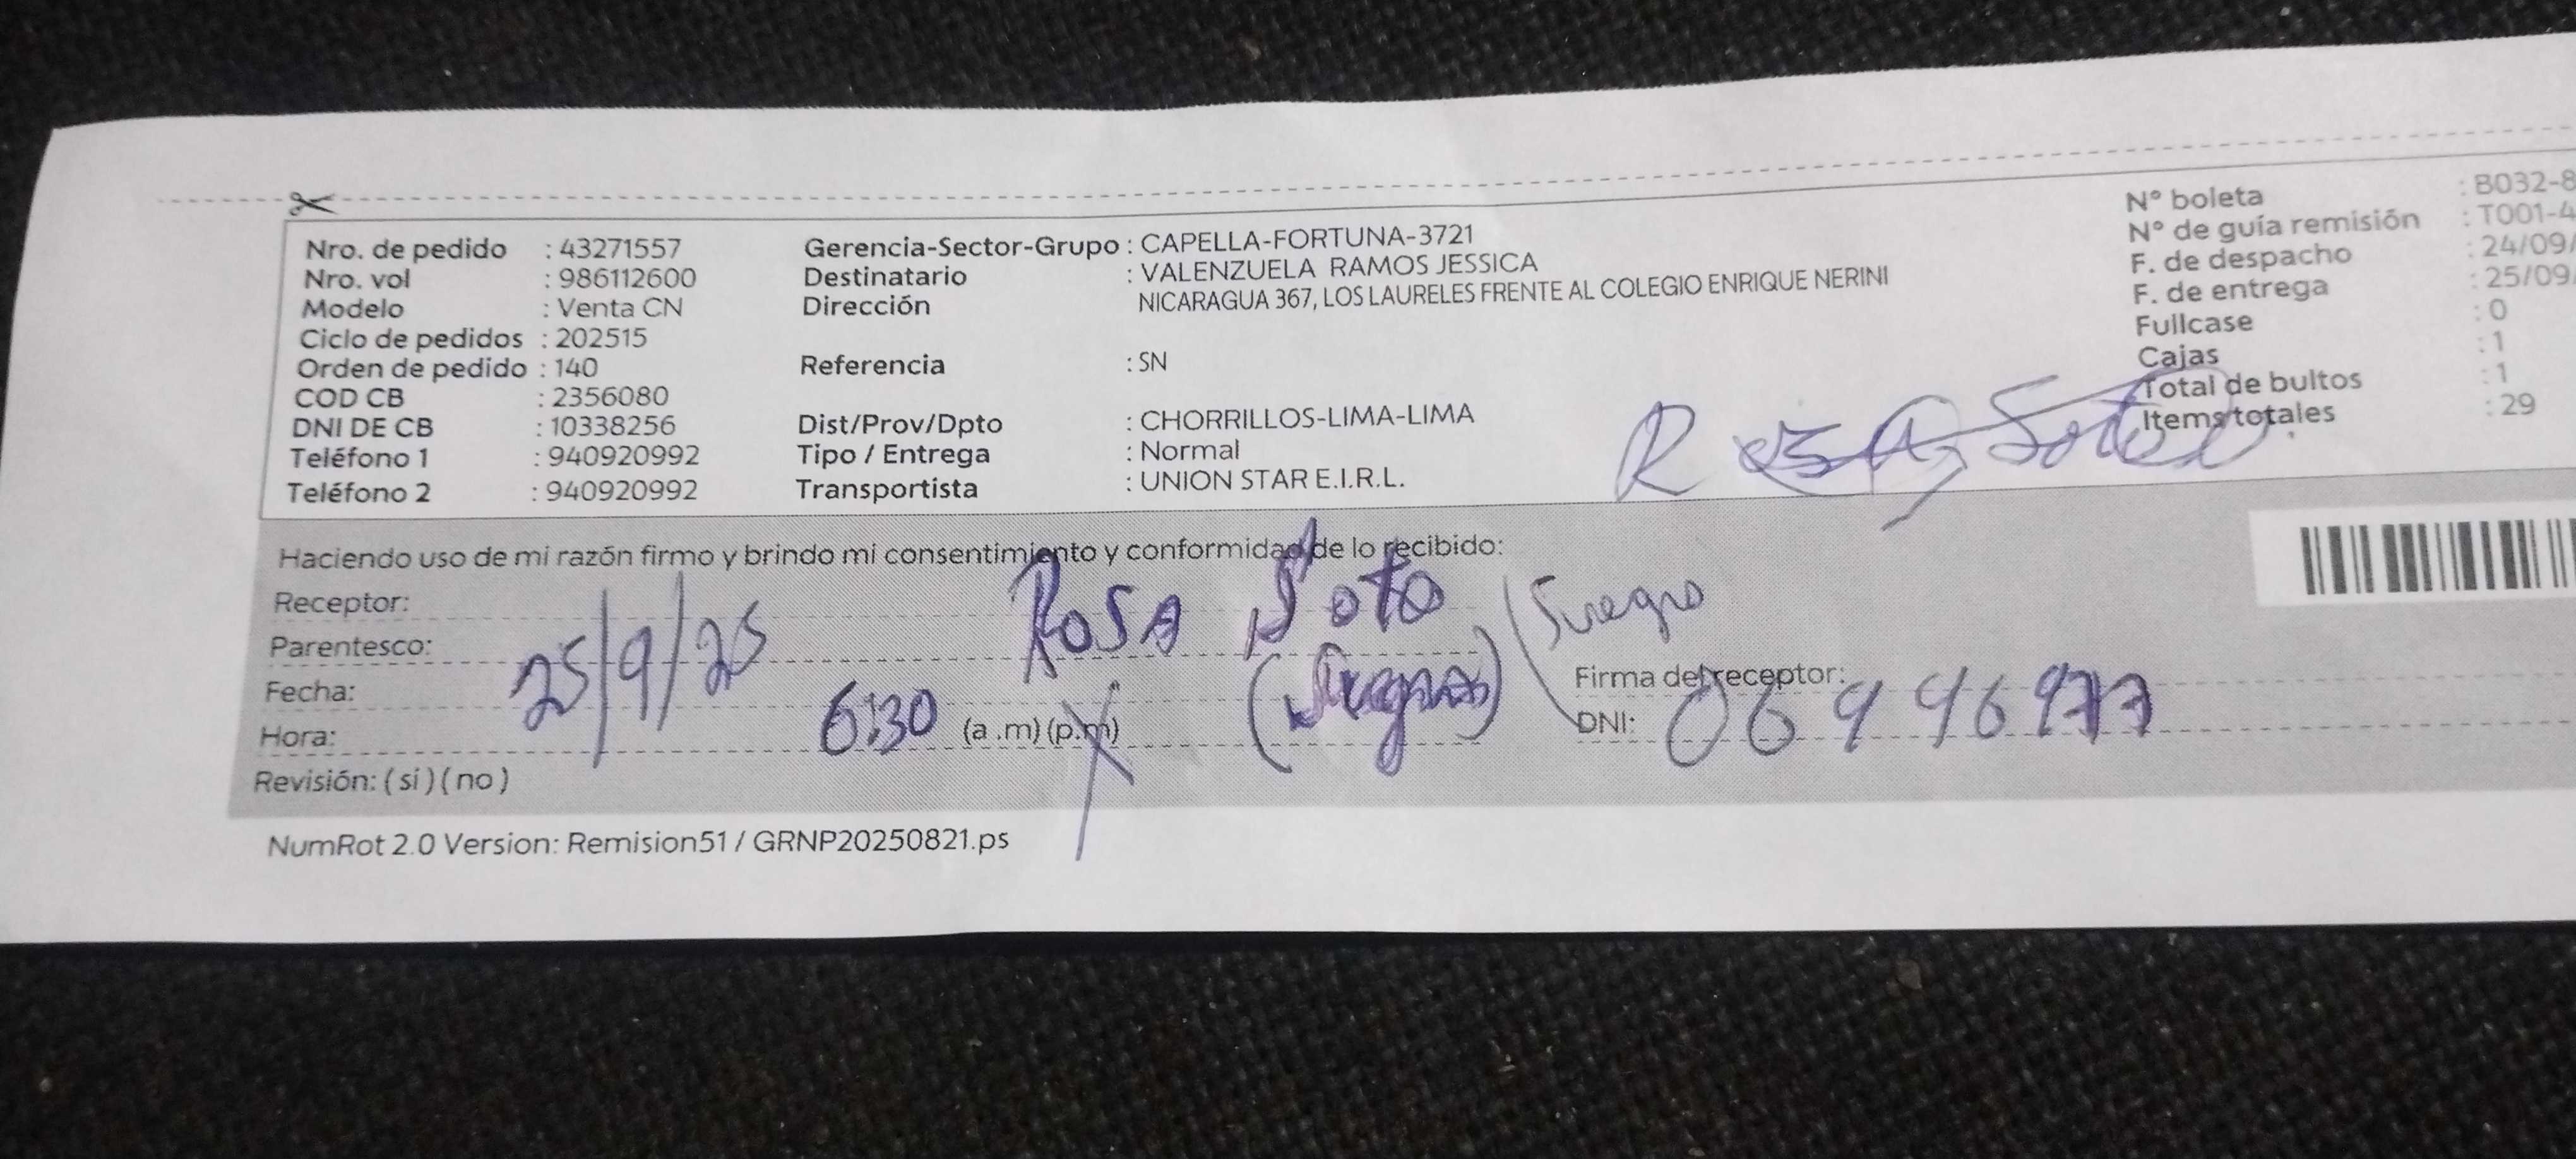 Nro. de pedido : 43271557
Nro. vol : 986112600
Modelo : Venta CN
Ciclo de pedidos : 202515
Orden de pedido : 140
COD CB : 2356080
DNI DE CB : 10338256
Teléfono 1 : 940920992
Teléfono 2 : 940920992
Gerencia-Sector-Grupo : CAPELLA-FORTUNA-3721
Destinatario : VALENZUELA RAMOS JESSICA
Dirección NICARAGUA 367, LOS LAURELES FRENTE AL COLEGIO ENRIQUE NERINI
Referencia : SN
Dist/Prov/Dpto : CHORRILLOS-LIMA-LIMA
Tipo / Entrega : Normal
Transportista : UNION STAR E.I.R.L.
N° boleta : B032-8
N° de guía remisión : T001-4
F. de despacho : 24/09/
F. de entrega : 25/09/
Fullcase : 0
Cajas : 1
Total de bultos : 1
Items totales : 29
Rosa Soto
Haciendo uso de mi razón firmo y brindo mi consentimiento y conformidad de lo recibido:
Receptor: Rosa Soto
Parentesco: (Suegra) Suegra
Fecha: 25/9/25
Hora: 6:30 (a .m) (p.m)
Revisión: ( si ) ( no )
Firma del receptor:
DNI:
NumRot 2.0 Version: Remision51 / GRNP20250821.ps